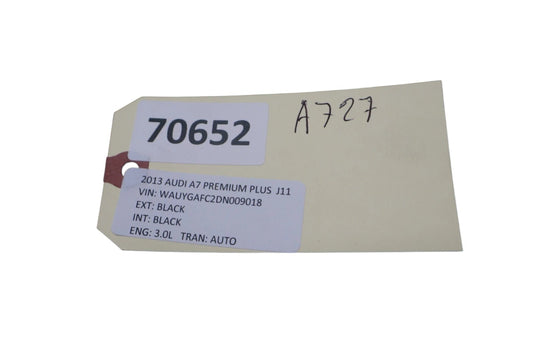 70652
A727
2013 AUDI A7 PREMIUM PLUS J11
VIN: WAUYGAFC2DN009018
EXT: BLACK
INT: BLACK
ENG: 3.0L TRAN: AUTO